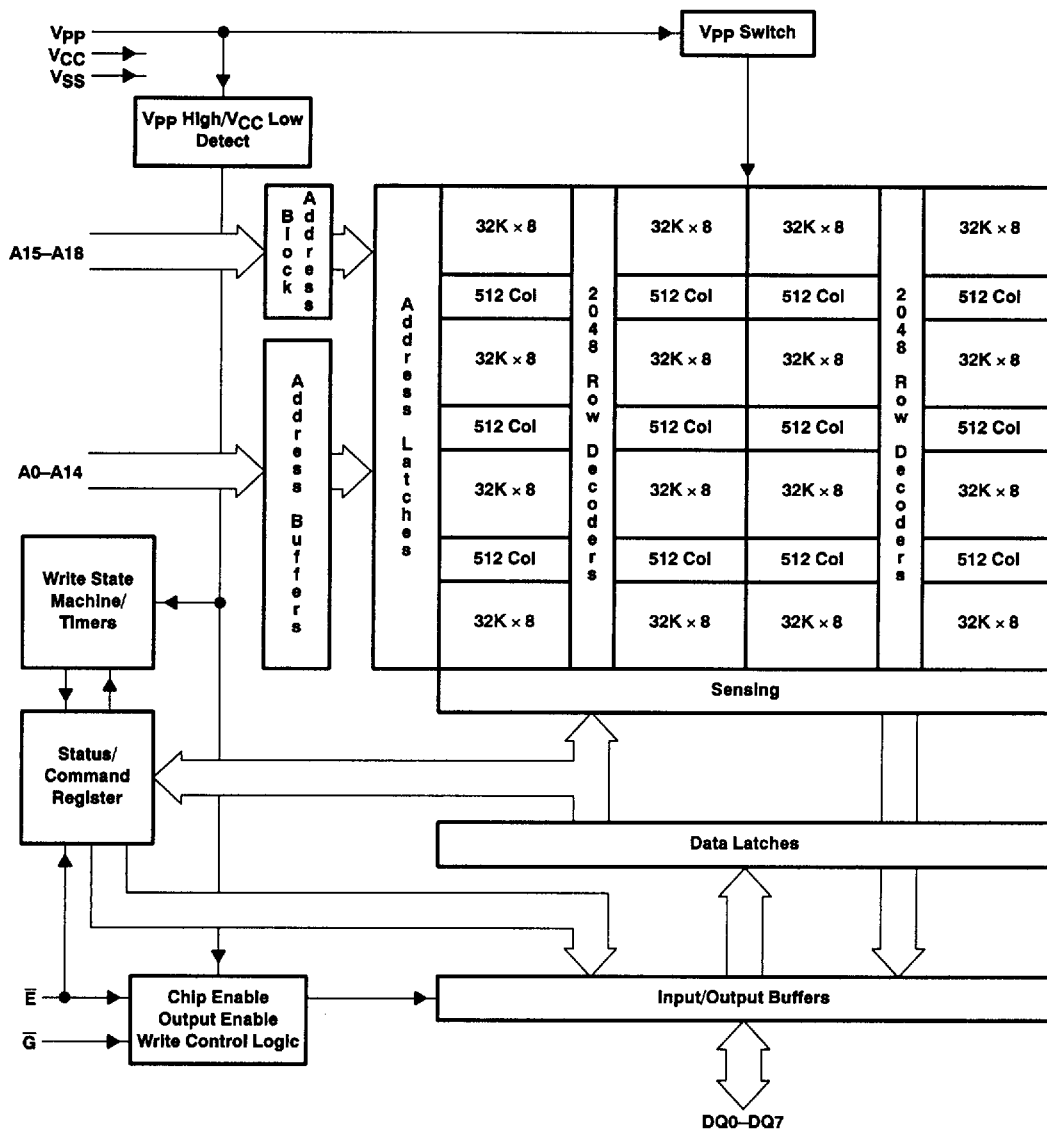 VPP
VCC
VSS
VPP Switch
VPP High/VCC Low
Detect
A15–A18
Block
Address
A0–A14
Address Buffers
Address Latches
32K × 8
512 Col
32K × 8
512 Col
32K × 8
512 Col
32K × 8
2048 Row Decoders
32K × 8
512 Col
32K × 8
512 Col
32K × 8
512 Col
32K × 8
32K × 8
512 Col
32K × 8
512 Col
32K × 8
512 Col
32K × 8
2048 Row Decoders
32K × 8
512 Col
32K × 8
512 Col
32K × 8
512 Col
32K × 8
Sensing
Write State
Machine/
Timers
Status/
Command
Register
Data Latches
E̅
G̅
Chip Enable
Output Enable
Write Control Logic
Input/Output Buffers
DQ0–DQ7